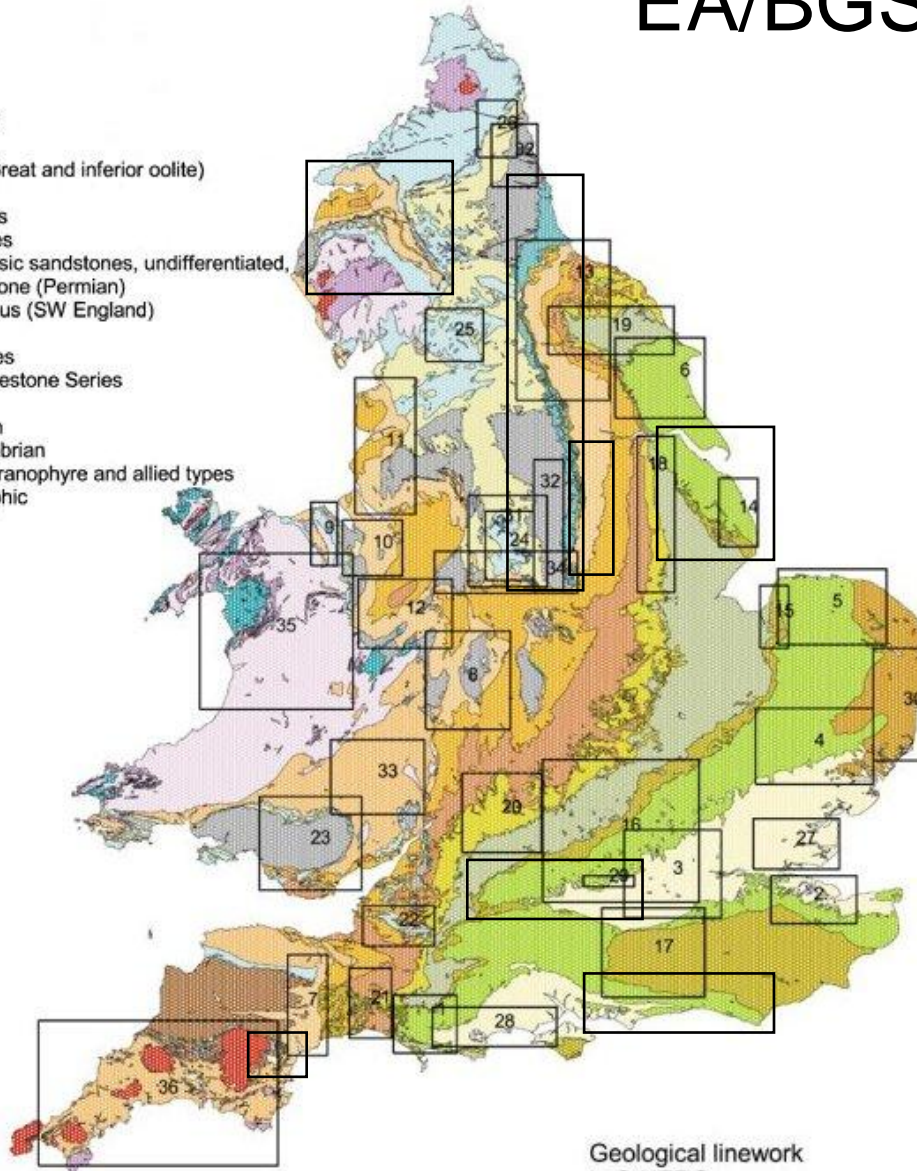 EA/BGS
reat and inferior oolite)
s
es
sic sandstones, undifferentiated,
one (Permian)
us (SW England)
es
estone Series
n
brian
ranophyre and allied types
hic
32
13
19
25
6
11
18
32
14
9
10
24
34
5
15
12
35
8
30
4
33
20
16
27
23
3
29
2
22
17
7
21
28
36
Geological linework